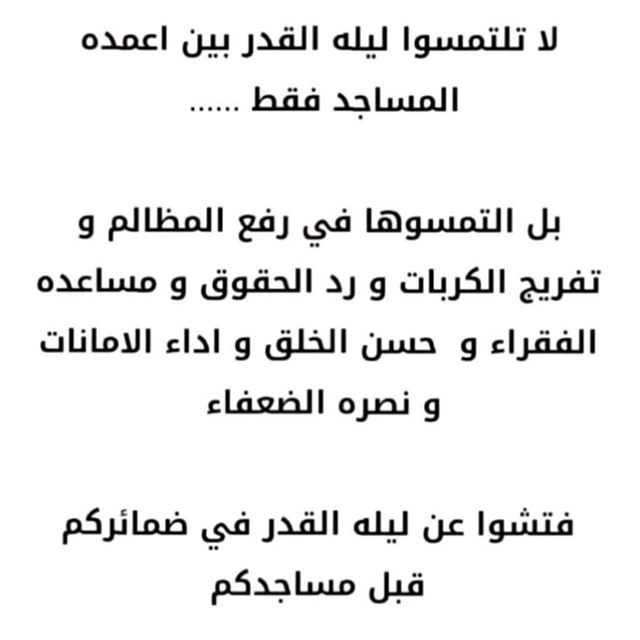 لا تلتمسوا ليله القدر بين اعمده
المساجد فقط ......
بل التمسوها في رفع المظالم و
تفريج الكربات و رد الحقوق و مساعده
الفقراء و حسن الخلق و اداء الامانات
و نصره الضعفاء
فتشوا عن ليله القدر في ضمائركم
قبل مساجدكم